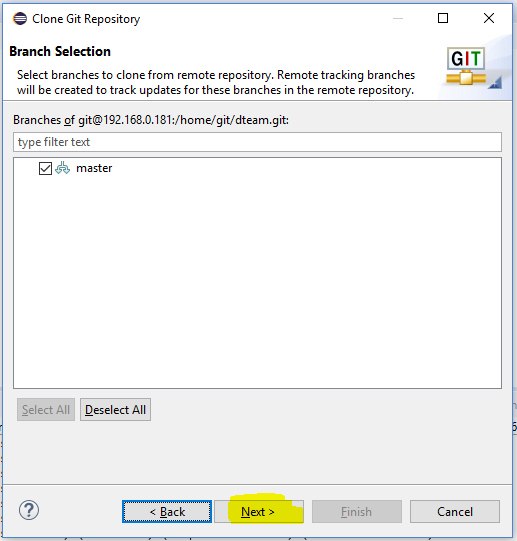 Clone Git Repository
Branch Selection
Select branches to clone from remote repository. Remote tracking branches
will be created to track updates for these branches in the remote repository.
GIT
Branches of git@192.168.0.181:/home/git/dteam.git:
type filter text
master
Select All Deselect All
? < Back Next > Finish Cancel